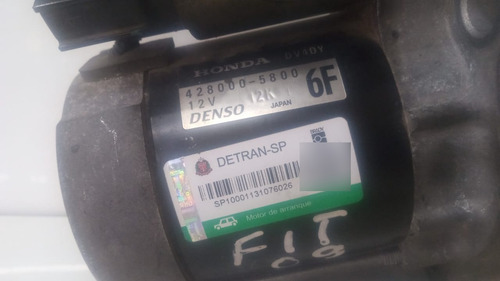 HONDA
428000-5800
12V
6F
DENSO JAPAN
DETRAN-SP
SP10001131076026
Motor de arranque
FIT